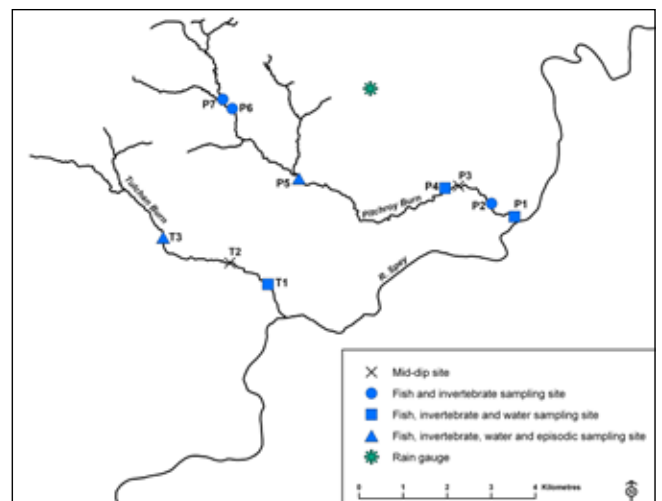 P7
P6
P5
P4
P3
P2
P1
Pitchroy Burn
Tulchan Burn
T3
T2
T1
R. Spey
Mid-dip site
Fish and invertebrate sampling site
Fish, invertebrate and water sampling site
Fish, invertebrate, water and episodic sampling site
Rain gauge
0 1 2 3 4 Kilometres